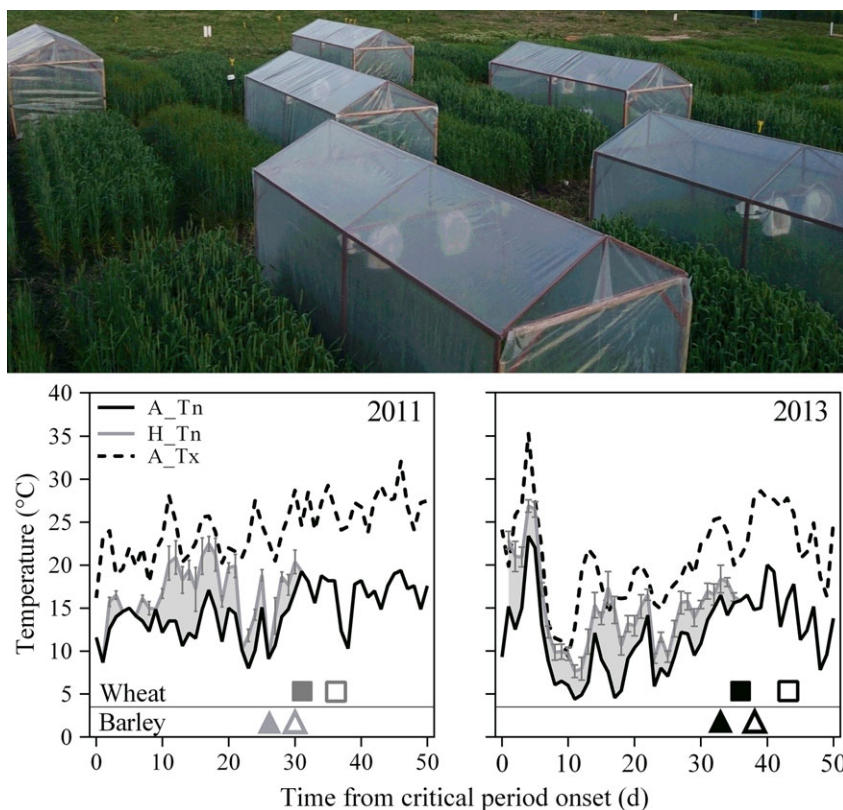 40
35
30
25
20
15
10
5
0
Temperature (°C)
A_Tn
H_Tn
A_Tx
2011
Wheat
Barley
0 10 20 30 40 50
2013
0 10 20 30 40 50
Time from critical period onset (d)